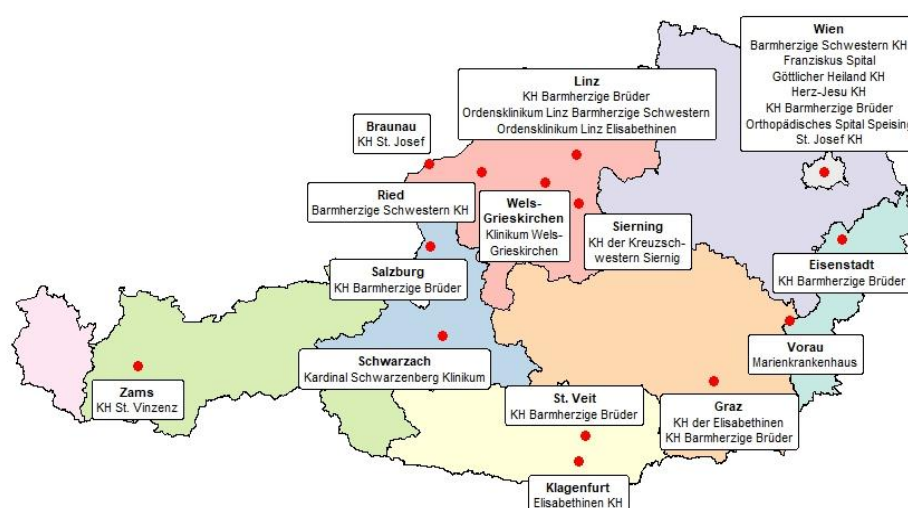 Wien
Barmherzige Schwestern KH
Franziskus Spital
Göttlicher Heiland KH
Herz-Jesu KH
KH Barmherzige Brüder
Orthopädisches Spital Speising
St. Josef KH
Linz
KH Barmherzige Brüder
Ordensklinikum Linz Barmherzige Schwestern
Ordensklinikum Linz Elisabethinen
Braunau
KH St. Josef
Ried
Barmherzige Schwestern KH
Wels-
Grieskirchen
Klinikum Wels-
Grieskirchen
Sierning
KH der Kreuzsch-
western Siernig
Salzburg
KH Barmherzige Brüder
Eisenstadt
KH Barmherzige Brüder
Vorau
Marienkrankenhaus
Schwarzach
Kardinal Schwarzenberg Klinikum
Zams
KH St. Vinzenz
St. Veit
KH Barmherzige Brüder
Graz
KH der Elisabethinen
KH Barmherzige Brüder
Klagenfurt
Elisabethinen KH